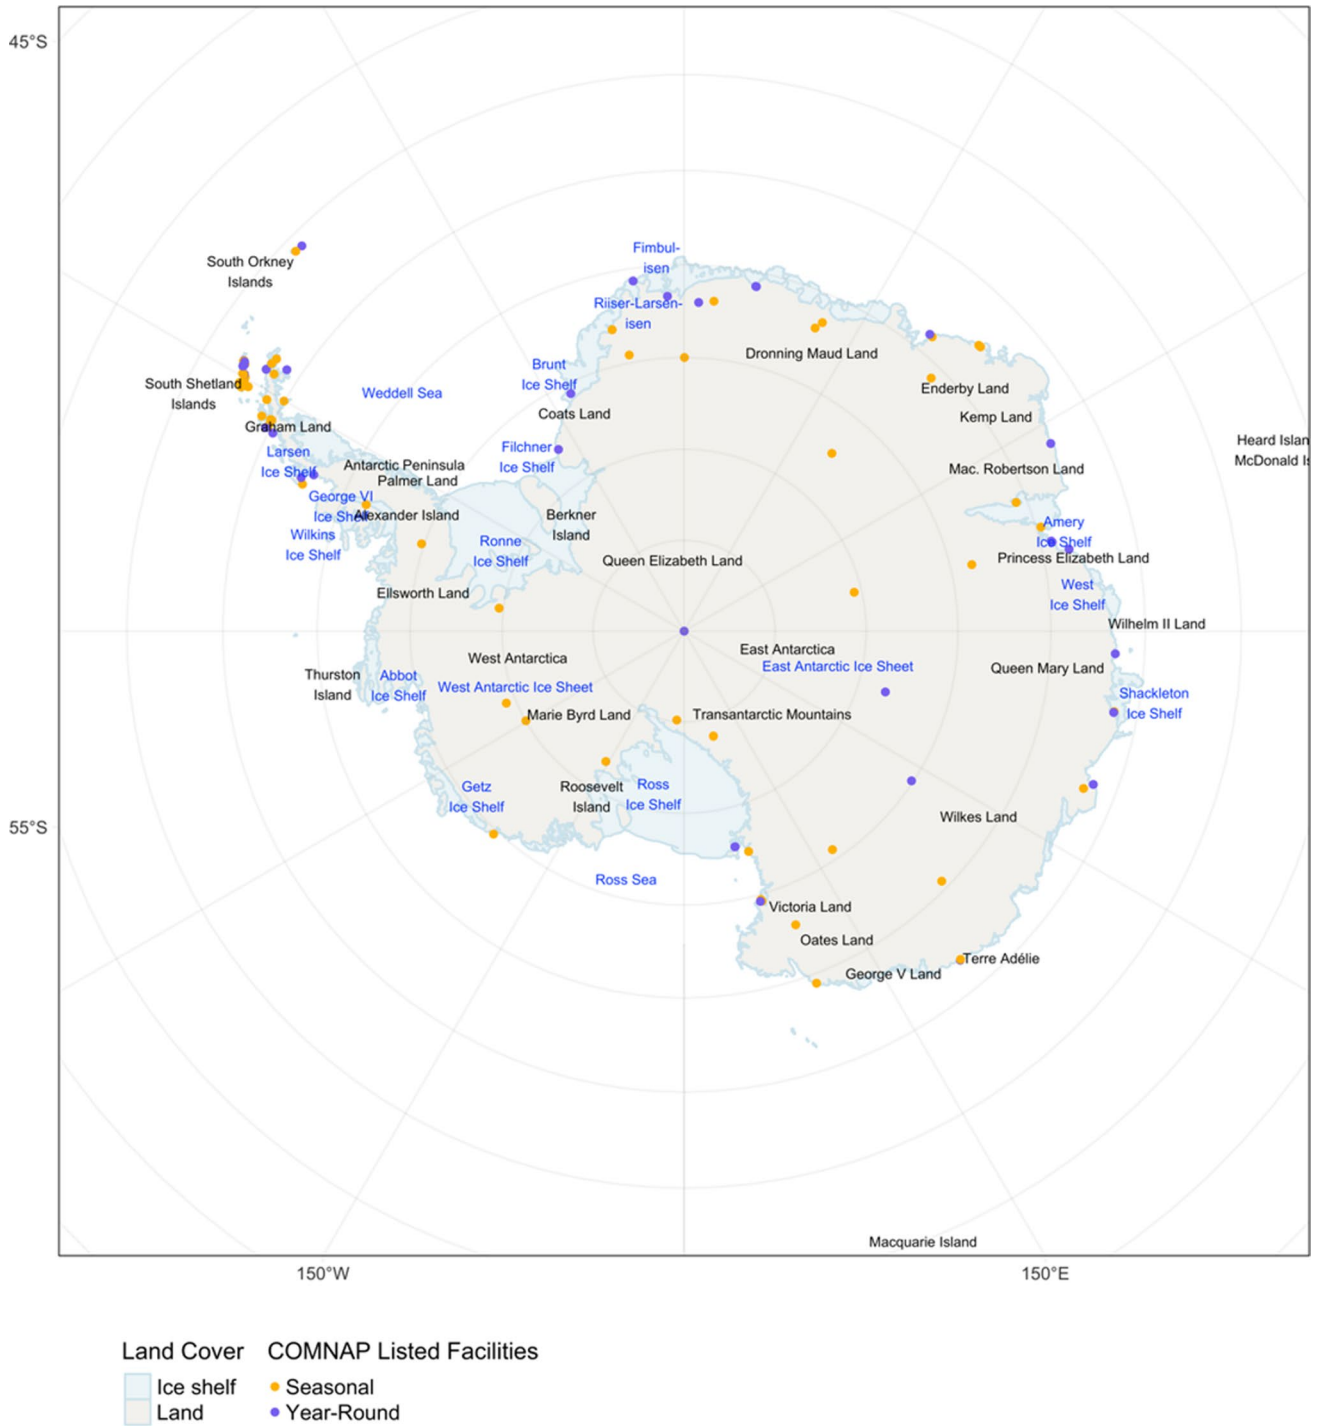 45°S
South Orkney
Islands
Fimbul-
isen
Riiser-Larsen-
isen
Dronning Maud Land
South Shetland
Islands
Weddell Sea
Brunt
Ice Shelf
Coats Land
Enderby Land
Kemp Land
Graham Land
Larsen
Ice Shelf
Antarctic Peninsula
Palmer Land
Filchner
Ice Shelf
Mac. Robertson Land
Heard Islan
McDonald Is
George VI
Ice Shelf
Alexander Island
Wilkins
Ice Shelf
Ronne
Ice Shelf
Berkner
Island
Amery
Ice Shelf
Queen Elizabeth Land
Princess Elizabeth Land
West
Ice Shelf
Ellsworth Land
Wilhelm II Land
West Antarctica
East Antarctica
East Antarctic Ice Sheet
Queen Mary Land
Thurston
Island
Abbot
Ice Shelf
West Antarctic Ice Sheet
Shackleton
Ice Shelf
Marie Byrd Land
Transantarctic Mountains
Getz
Ice Shelf
Roosevelt
Island
Ross
Ice Shelf
55°S
Wilkes Land
Ross Sea
Victoria Land
Oates Land
Terre Adélie
George V Land
Macquarie Island
150°W
150°E
Land Cover
Ice shelf
Land
COMNAP Listed Facilities
Seasonal
Year-Round